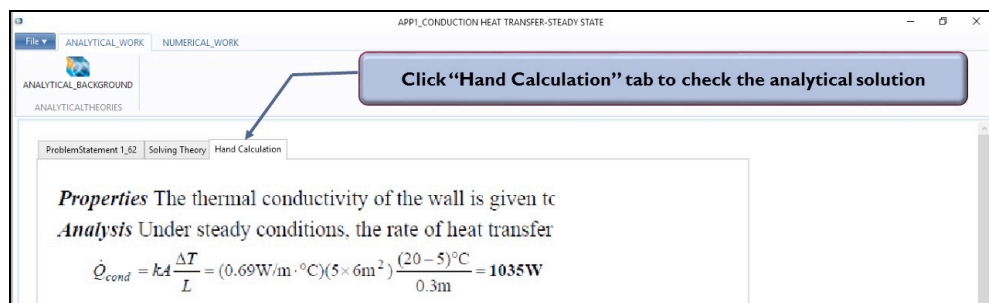 APP1_CONDUCTION HEAT TRANSFER-STEADY STATE
File ANALYTICAL_WORK NUMERICAL_WORK
ANALYTICAL_BACKGROUND
ANALYTICALTHEORIES
Click “Hand Calculation” tab to check the analytical solution
ProblemStatement 1_62 Solving Theory Hand Calculation
Properties The thermal conductivity of the wall is given to
Analysis Under steady conditions, the rate of heat transfer
Q̇cond = kA ΔT/L = (0.69W/m·°C)(5×6m²) (20−5)°C/0.3m = 1035W